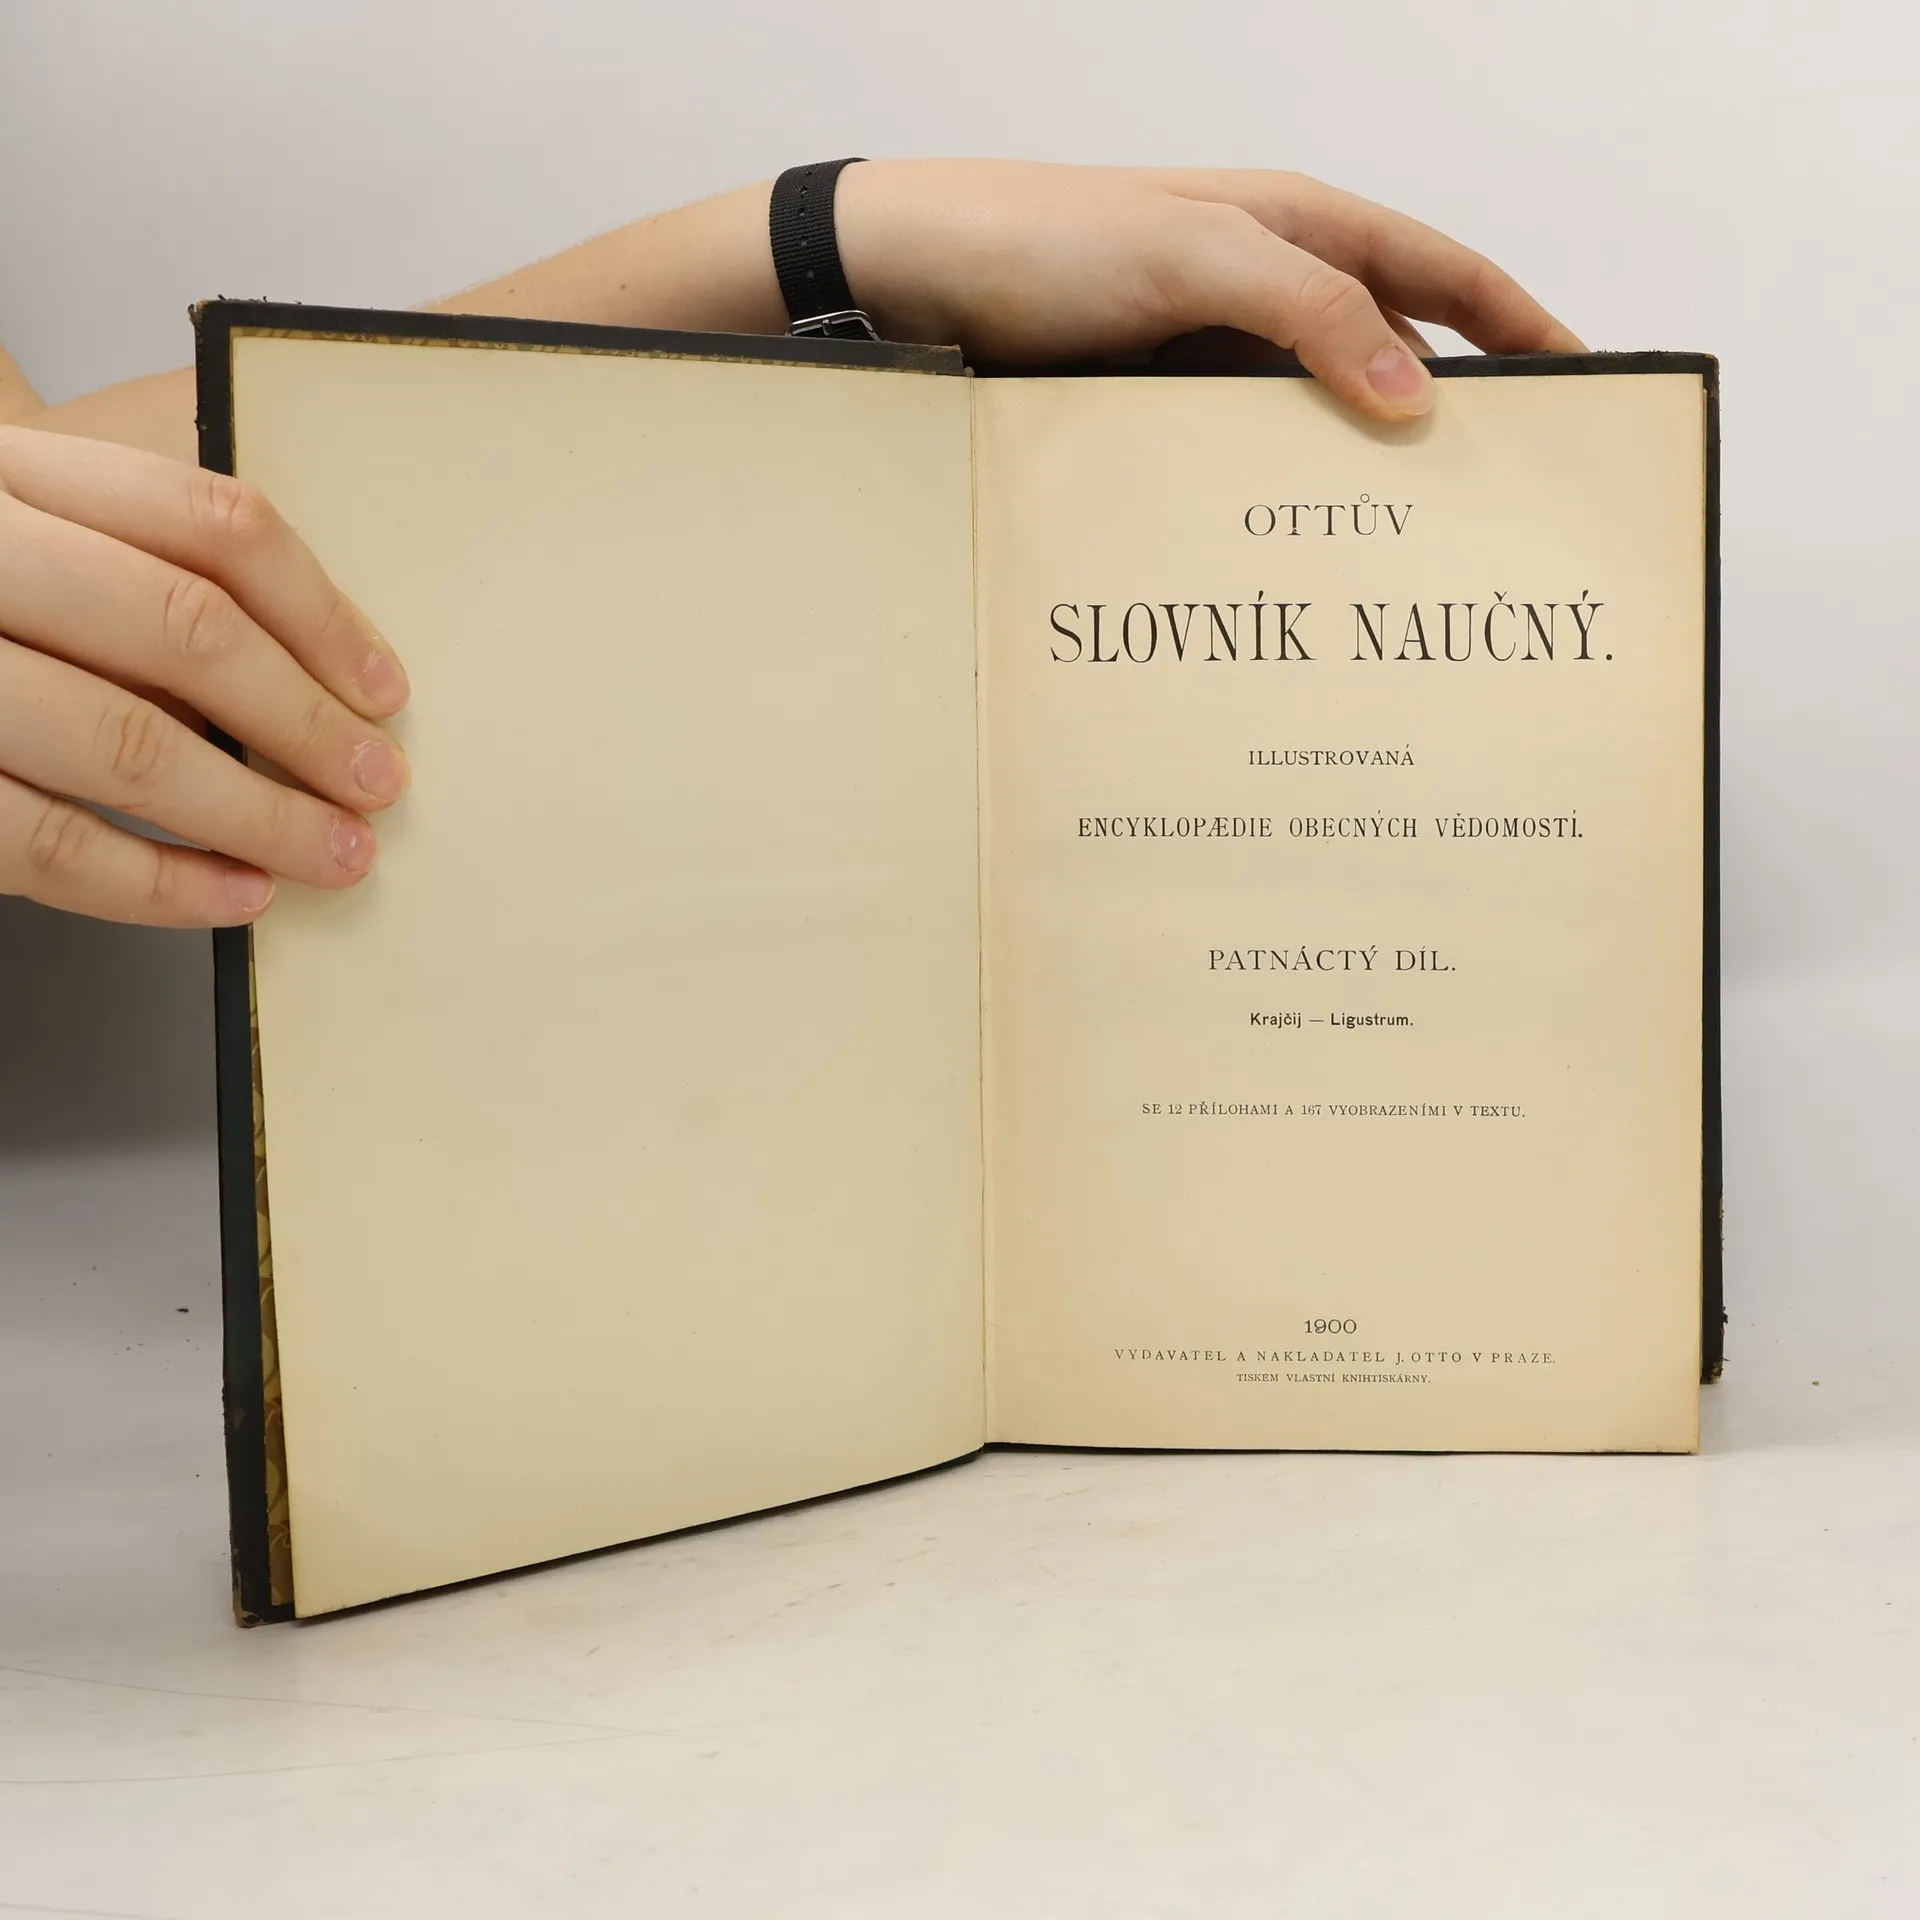 OTTŮV
SLOVNÍK NAUČNÝ.
ILLUSTROVANÁ
ENCYKLOPÆDIE OBECNÝCH VĚDOMOSTÍ.
PATNÁCTÝ DÍL.
Krajčij — Ligustrum.
SE 12 PŘÍLOHAMI A 167 VYOBRAZENÍMI V TEXTU.
1900
VYDAVATEL A NAKLADATEL J. OTTO V PRAZE.
TISKEM VLASTNÍ KNIHTISKÁRNY.